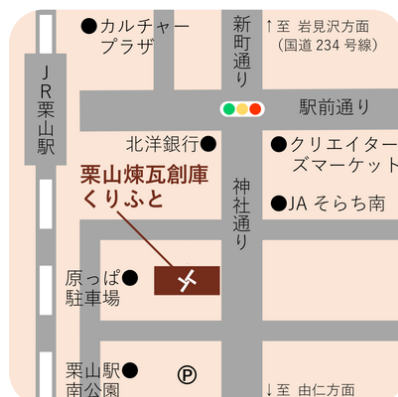 ●カルチャー
プラザ
新町通り
↑至 岩見沢方面
（国道 234 号線）
JR栗山駅
駅前通り
北洋銀行●
●クリエイター
ズマーケット
栗山煉瓦創庫
くりふと
神社通り
●JA そらち南
原っぱ●
駐車場
栗山駅●
南公園
Ⓟ
↓至 由仁方面